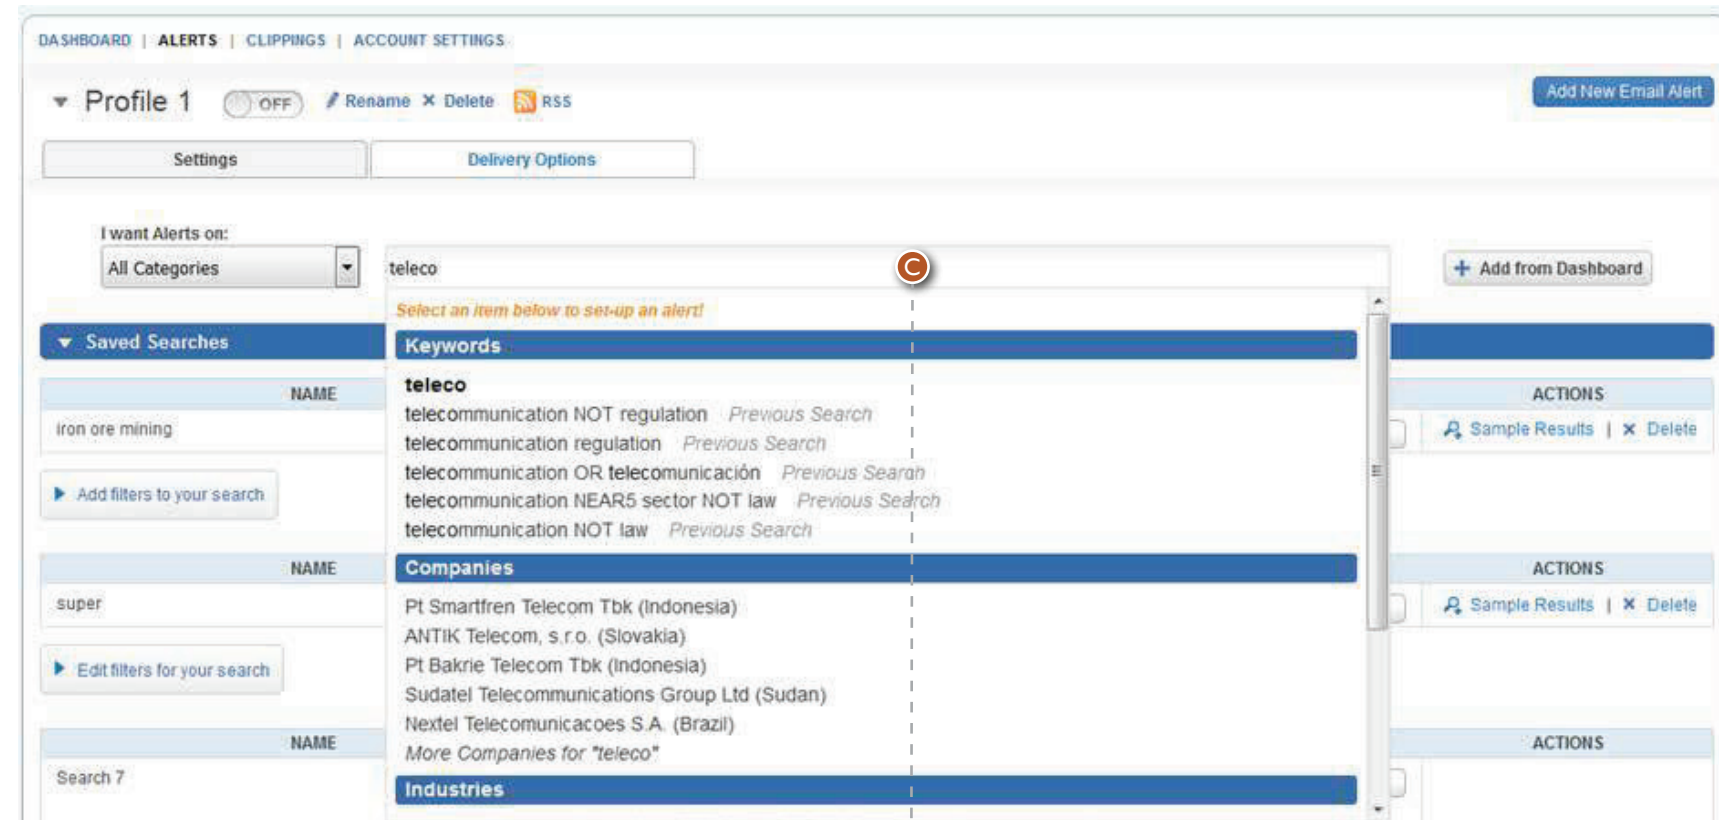 DASHBOARD | ALERTS | CLIPPINGS | ACCOUNT SETTINGS
Profile 1 OFF Rename × Delete RSS
Add New Email Alert
Settings Delivery Options
I want Alerts on:
All Categories teleco C + Add from Dashboard
Select an item below to set-up an alert!
Saved Searches
Keywords
NAME ACTIONS
teleco
telecommunication NOT regulation Previous Search
iron ore mining Sample Results | × Delete
telecommunication regulation Previous Search
telecommunication OR telecomunicación Previous Search
Add filters to your search
telecommunication NEAR5 sector NOT law Previous Search
telecommunication NOT law Previous Search
NAME Companies ACTIONS
super Pt Smartfren Telecom Tbk (Indonesia) Sample Results | × Delete
ANTIK Telecom, s.r.o. (Slovakia)
Edit filters for your search Pt Bakrie Telecom Tbk (Indonesia)
Sudatel Telecommunications Group Ltd (Sudan)
Nextel Telecomunicacoes S.A. (Brazil)
NAME ACTIONS
More Companies for "teleco"
Search 7
Industries